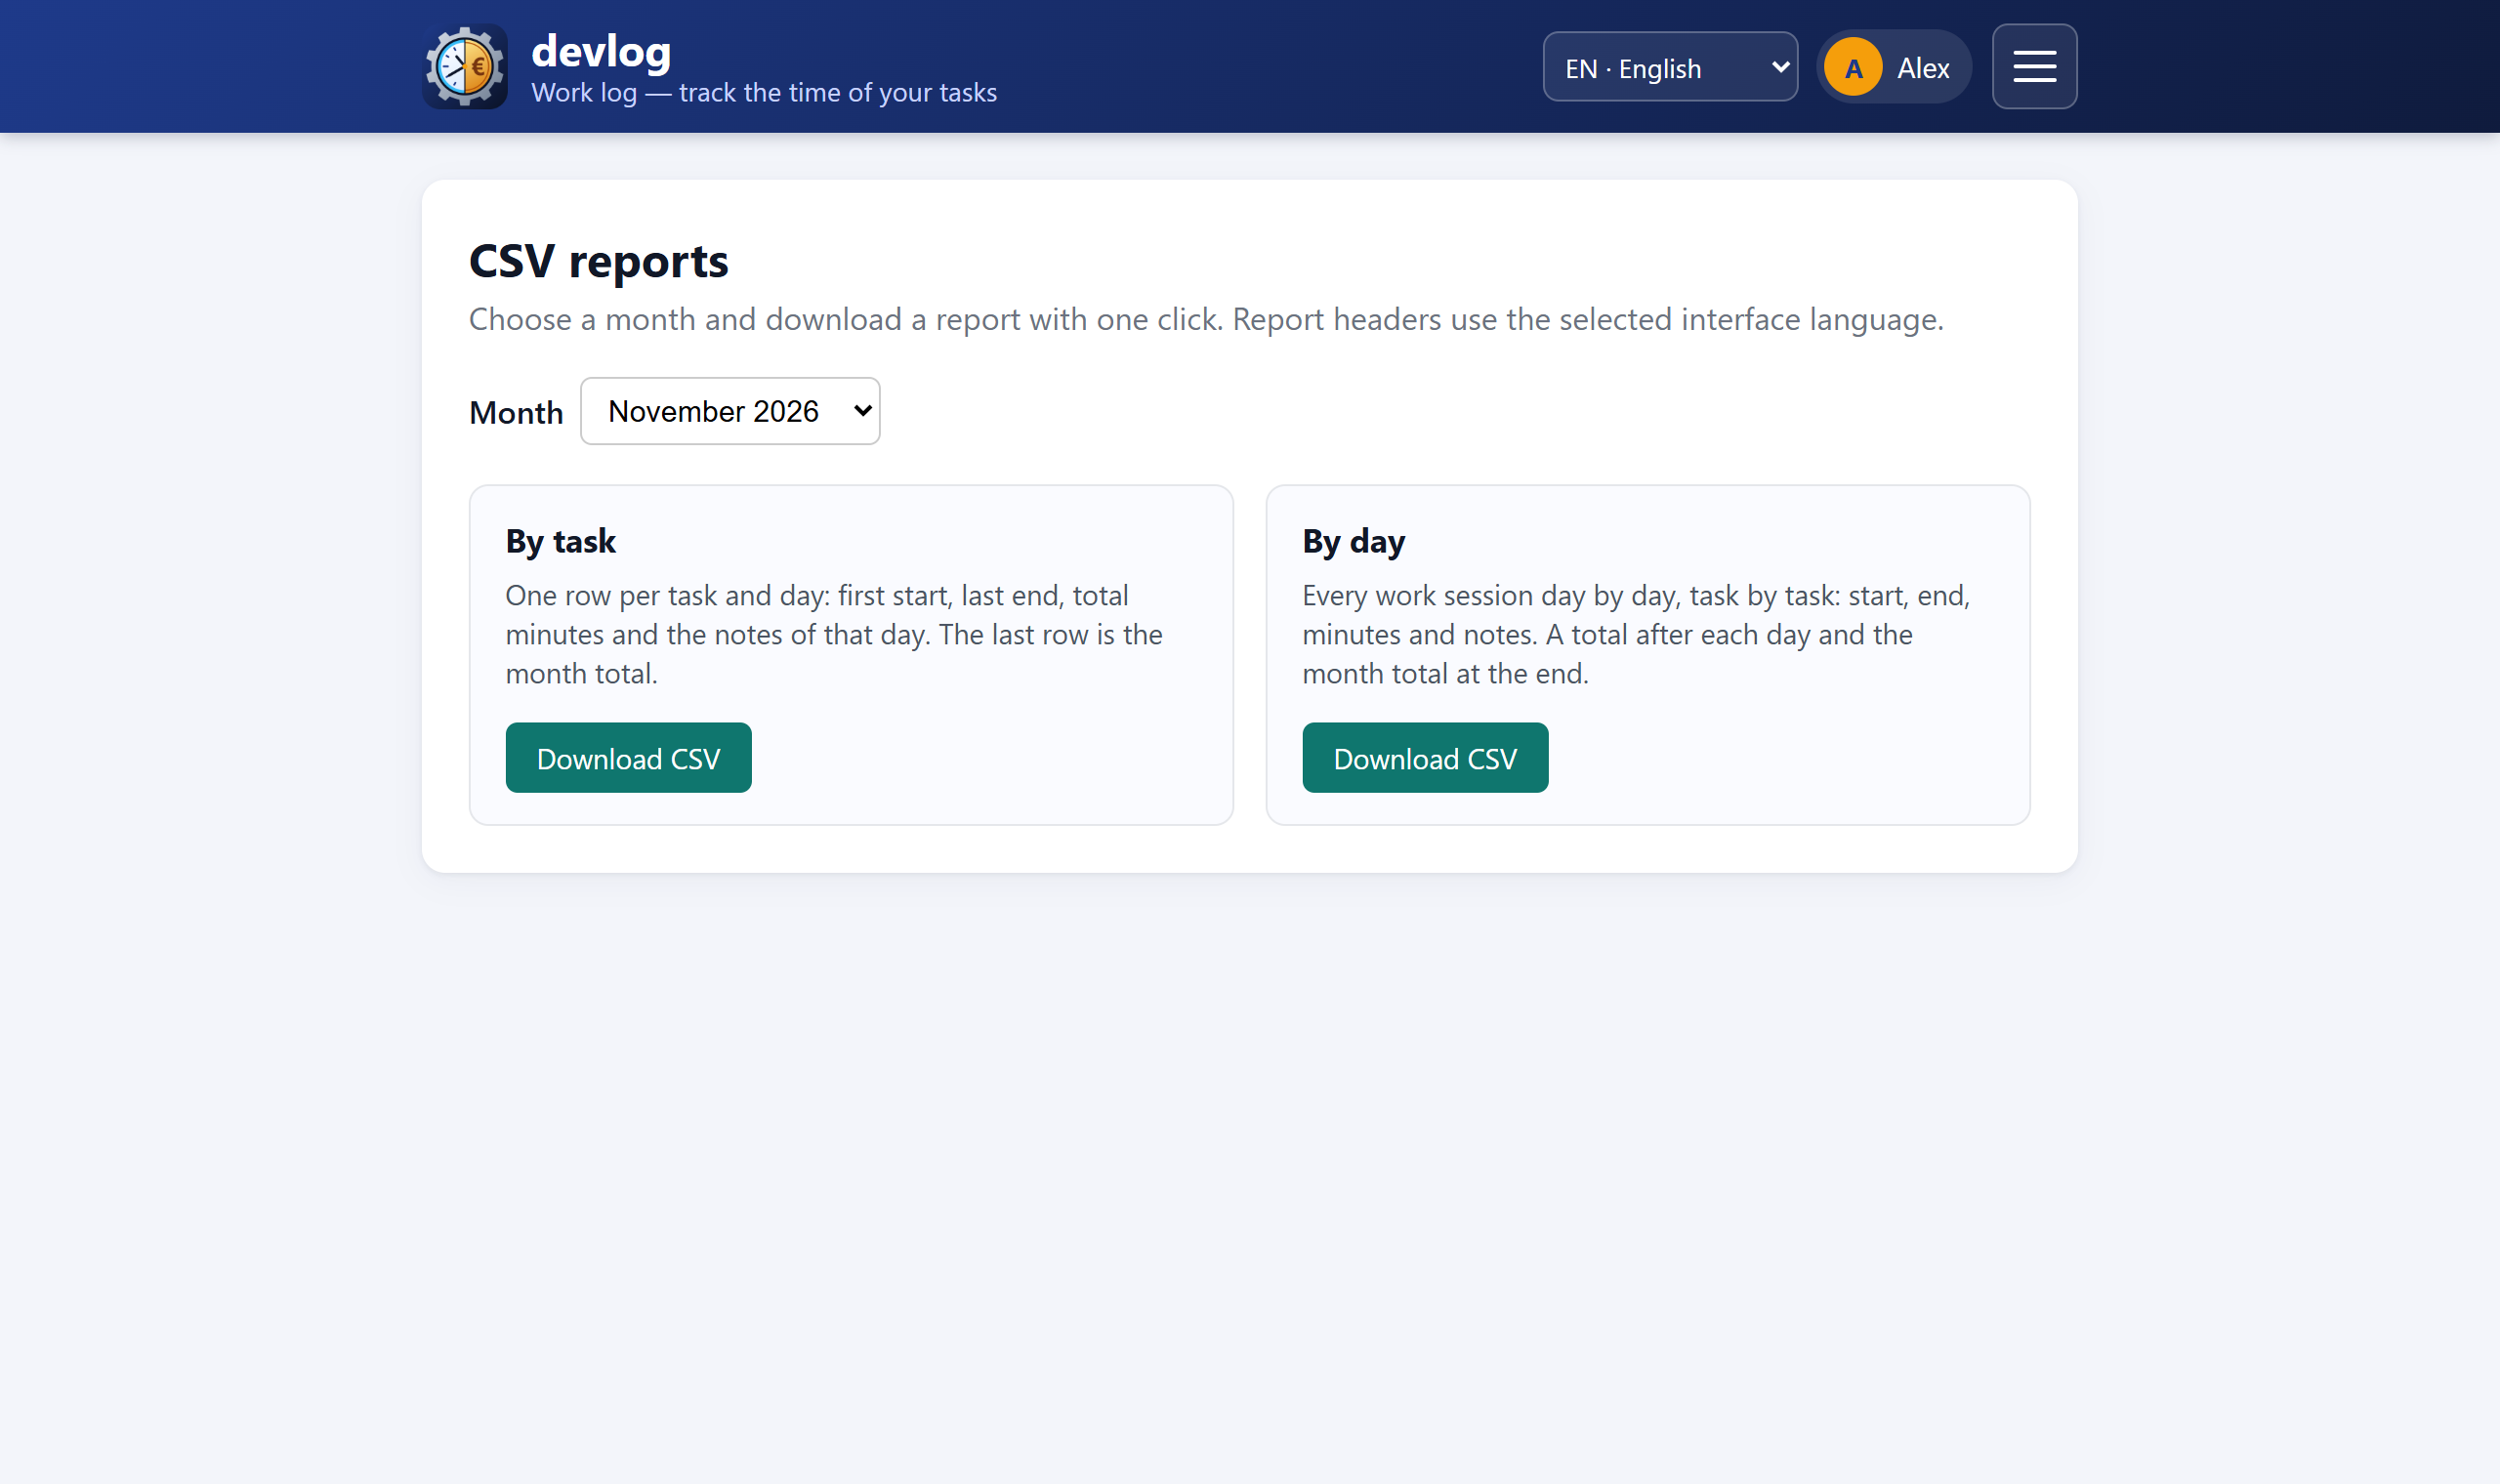 devlog
Work log — track the time of your tasks
EN · English
A
Alex
€
CSV reports
Choose a month and download a report with one click. Report headers use the selected interface language.
Month
November 2026
By task
One row per task and day: first start, last end, total
minutes and the notes of that day. The last row is the
month total.
Download CSV
By day
Every work session day by day, task by task: start, end,
minutes and notes. A total after each day and the
month total at the end.
Download CSV